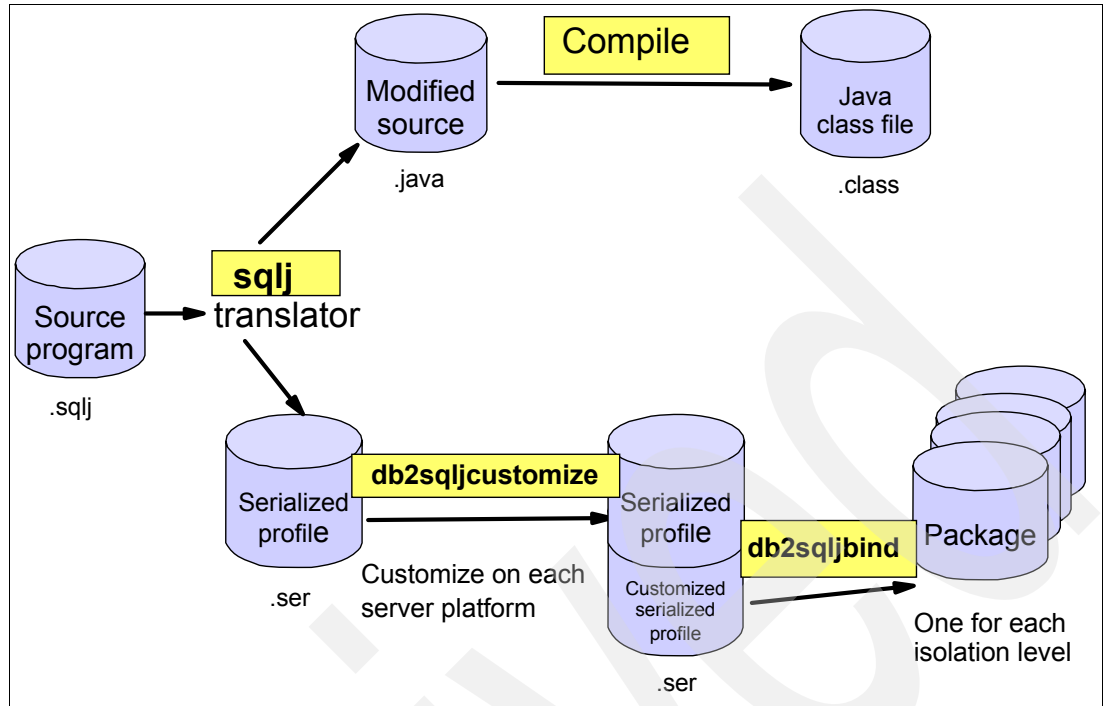 Compile
Modified
source
.java
Java
class file
.class
sqlj
translator
Source
program
.sqlj
Serialized
profile
.ser
db2sqljcustomize
Customize on each
server platform
Serialized
profile
Customized
serialized
profile
.ser
db2sqljbind
Package
One for each
isolation level